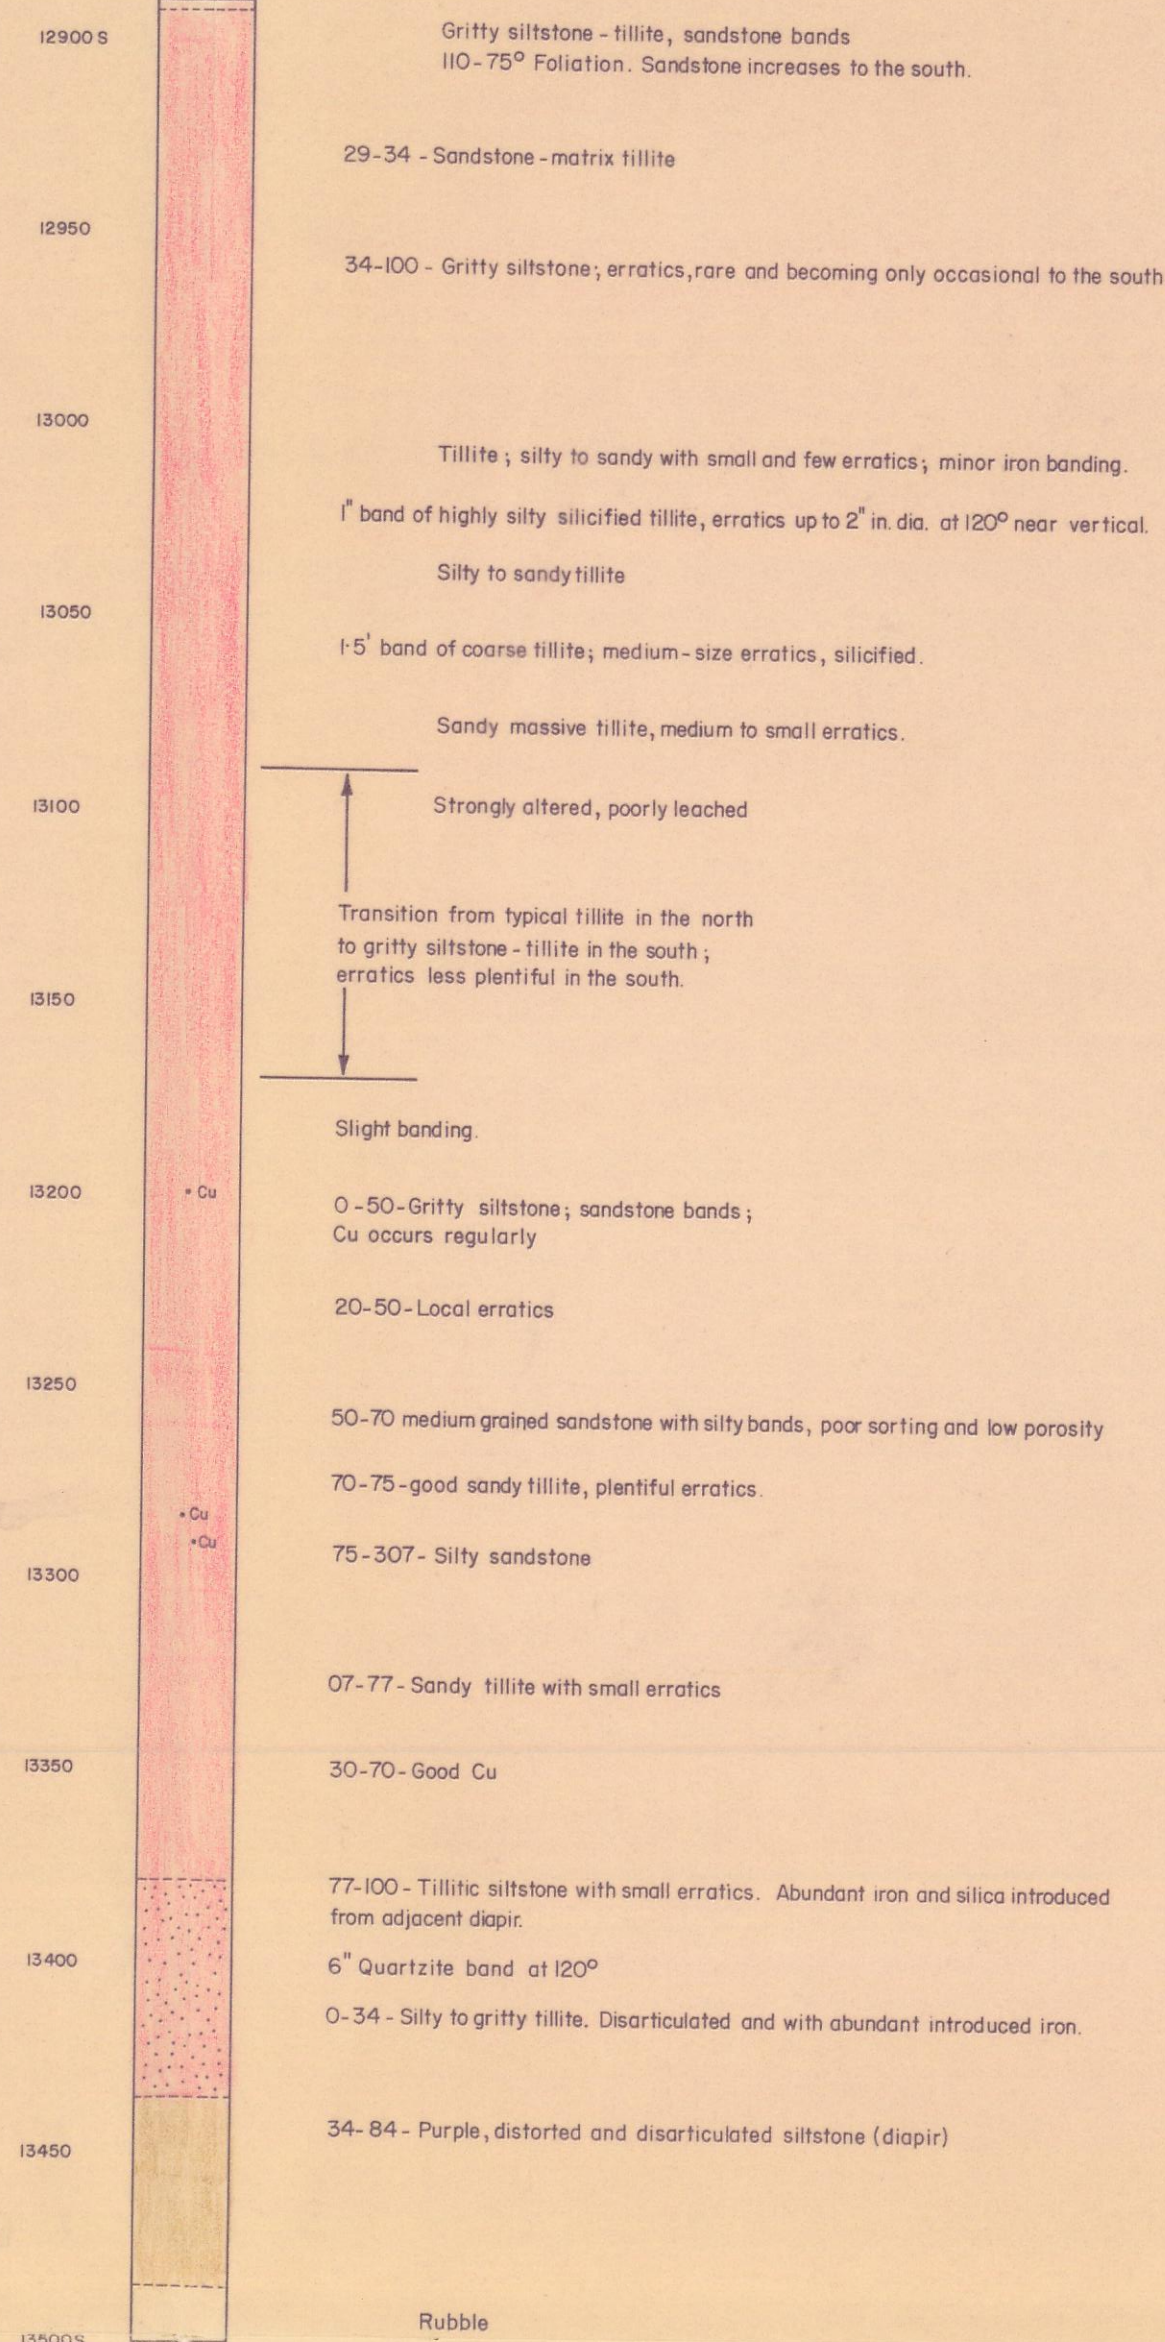 12900 S
Gritty siltstone - tillite, sandstone bands
110-75° Foliation. Sandstone increases to the south.
29-34 - Sandstone - matrix tillite
12950
34-100 - Gritty siltstone; erratics, rare and becoming only occasional to the south
13000
Tillite ; silty to sandy with small and few erratics; minor iron banding.
1" band of highly silty silicified tillite, erratics up to 2" in. dia. at 120° near vertical.
Silty to sandy tillite
13050
1·5' band of coarse tillite; medium-size erratics, silicified.
Sandy massive tillite, medium to small erratics.
13100
Strongly altered, poorly leached
Transition from typical tillite in the north
to gritty siltstone - tillite in the south ;
erratics less plentiful in the south.
13150
Slight banding.
13200
• Cu
0-50-Gritty siltstone; sandstone bands;
Cu occurs regularly
20-50-Local erratics
13250
50-70 medium grained sandstone with silty bands, poor sorting and low porosity
70-75-good sandy tillite, plentiful erratics.
• Cu
• Cu
75-307- Silty sandstone
13300
07-77- Sandy tillite with small erratics
13350
30-70- Good Cu
77-100 - Tillitic siltstone with small erratics. Abundant iron and silica introduced
from adjacent diapir.
13400
6" Quartzite band at 120°
0-34 - Silty to gritty tillite. Disarticulated and with abundant introduced iron.
34-84- Purple, distorted and disarticulated siltstone (diapir)
13450
Rubble
13500S